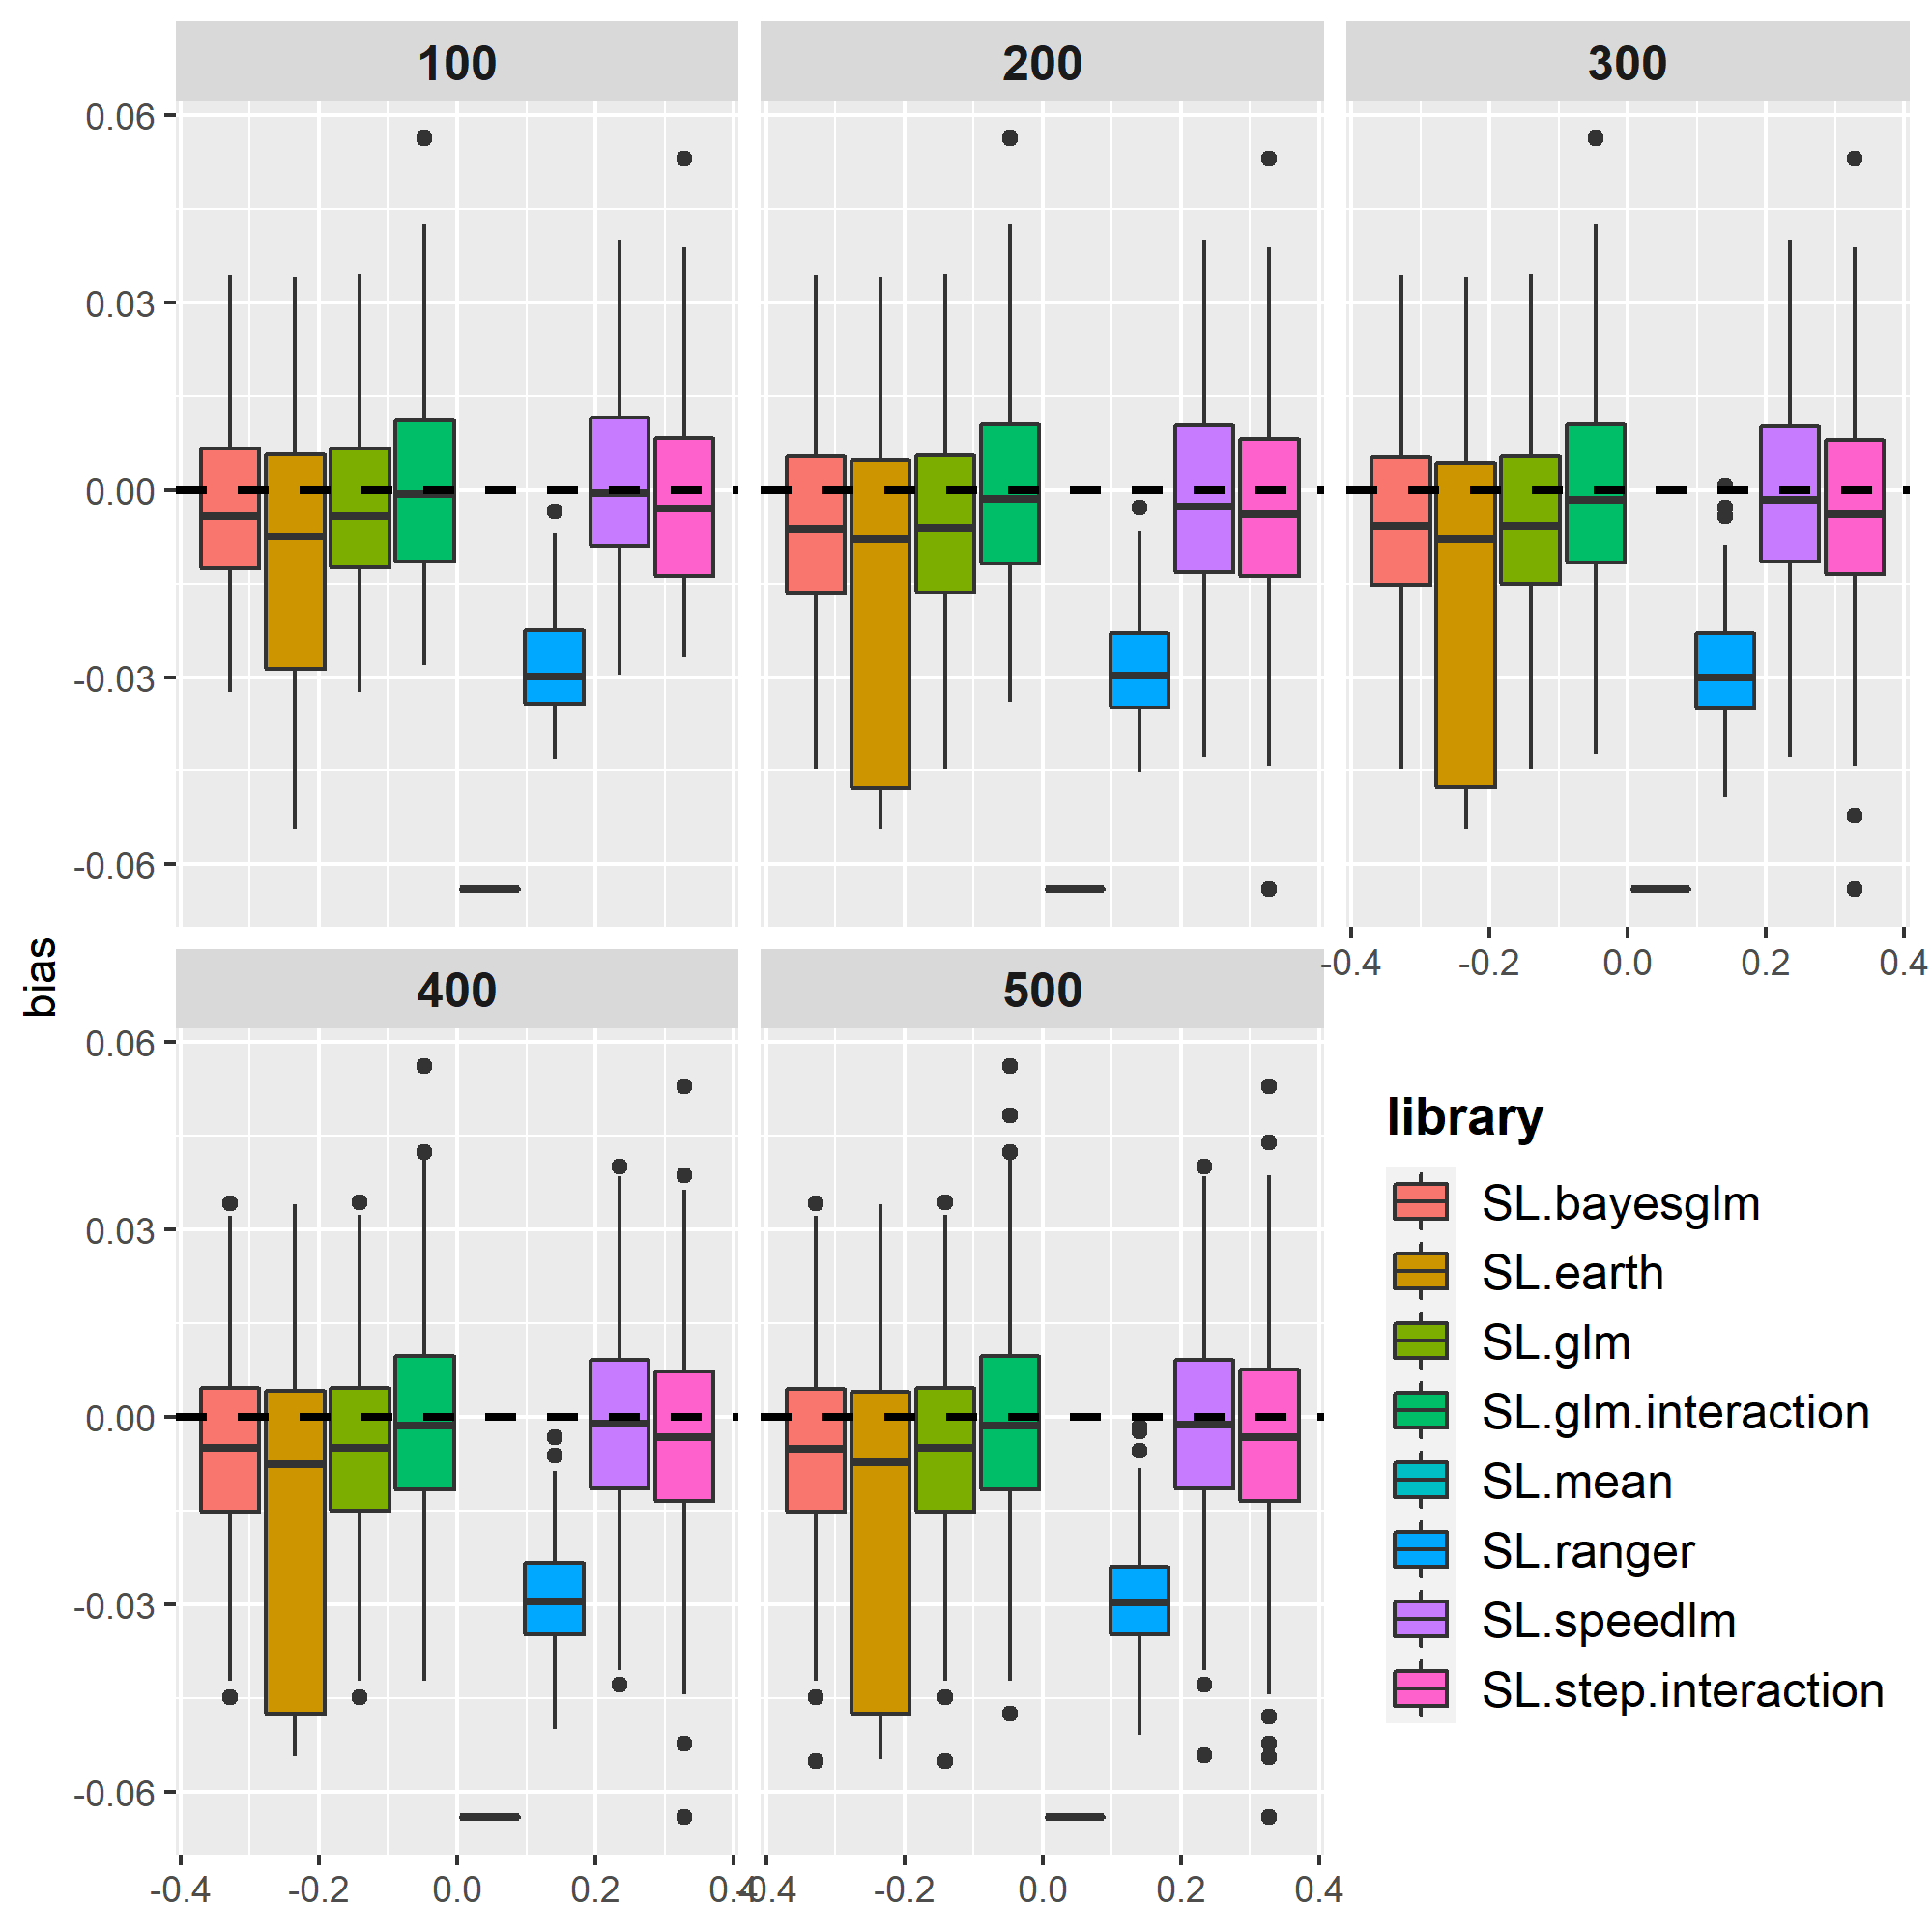 100 200 300
0.06
0.03
0.00
-0.03
-0.06
-0.4 -0.2 0.0 0.2 0.4
bias
400 500
0.06
0.03
0.00
-0.03
-0.06
-0.4 -0.2 0.0 0.2 0.4 -0.4 -0.2 0.0 0.2 0.4
library
SL.bayesglm
SL.earth
SL.glm
SL.glm.interaction
SL.mean
SL.ranger
SL.speedlm
SL.step.interaction